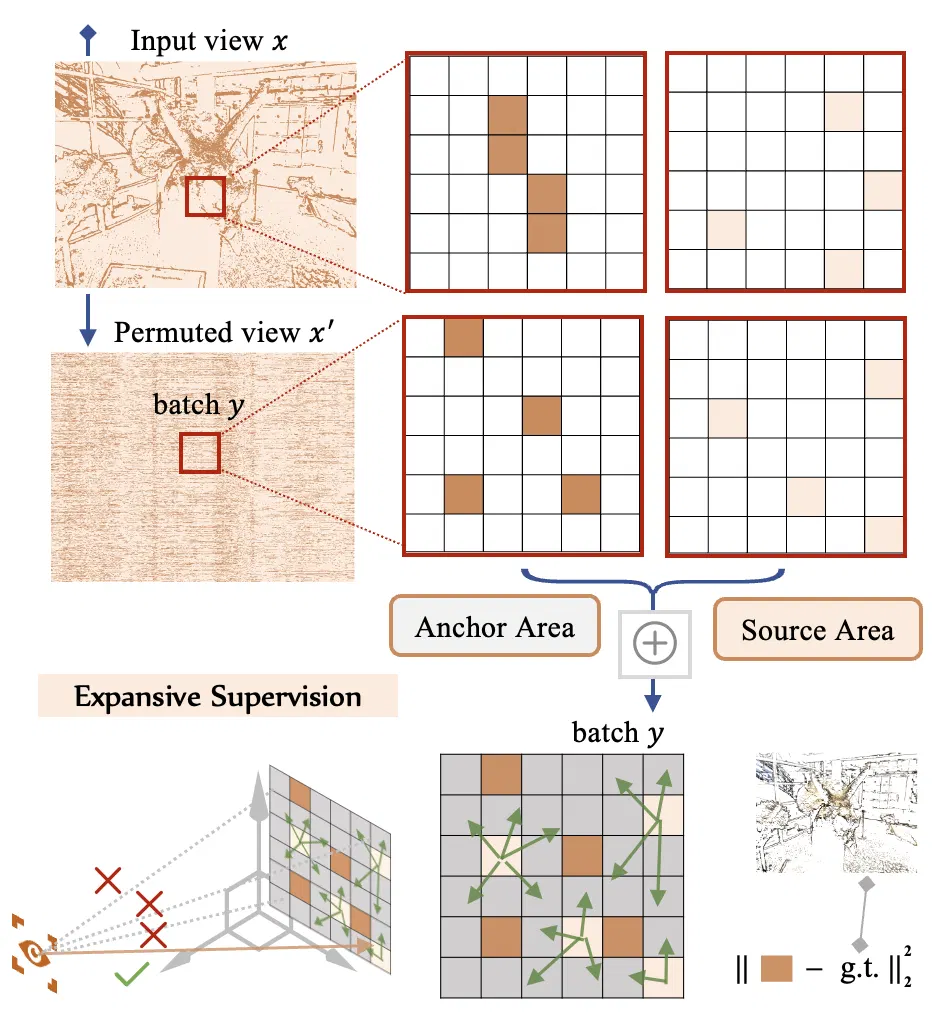 Input view x
Permuted view x′
batch y
Anchor Area
Source Area
Expansive Supervision
batch y
|| – g.t. ||₂²